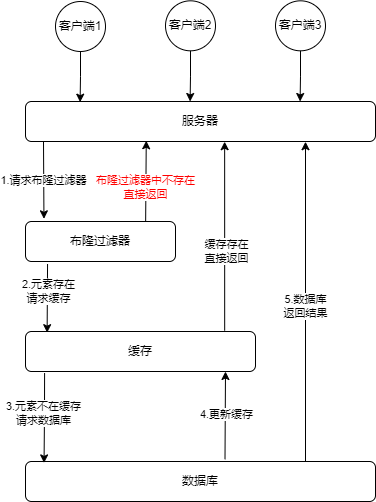 客户端1
客户端2
客户端3
服务器
1.请求布隆过滤器
布隆过滤器中不存在
直接返回
布隆过滤器
缓存存在
直接返回
2.元素存在
请求缓存
5.数据库
返回结果
缓存
3.元素不在缓存
请求数据库
4.更新缓存
数据库